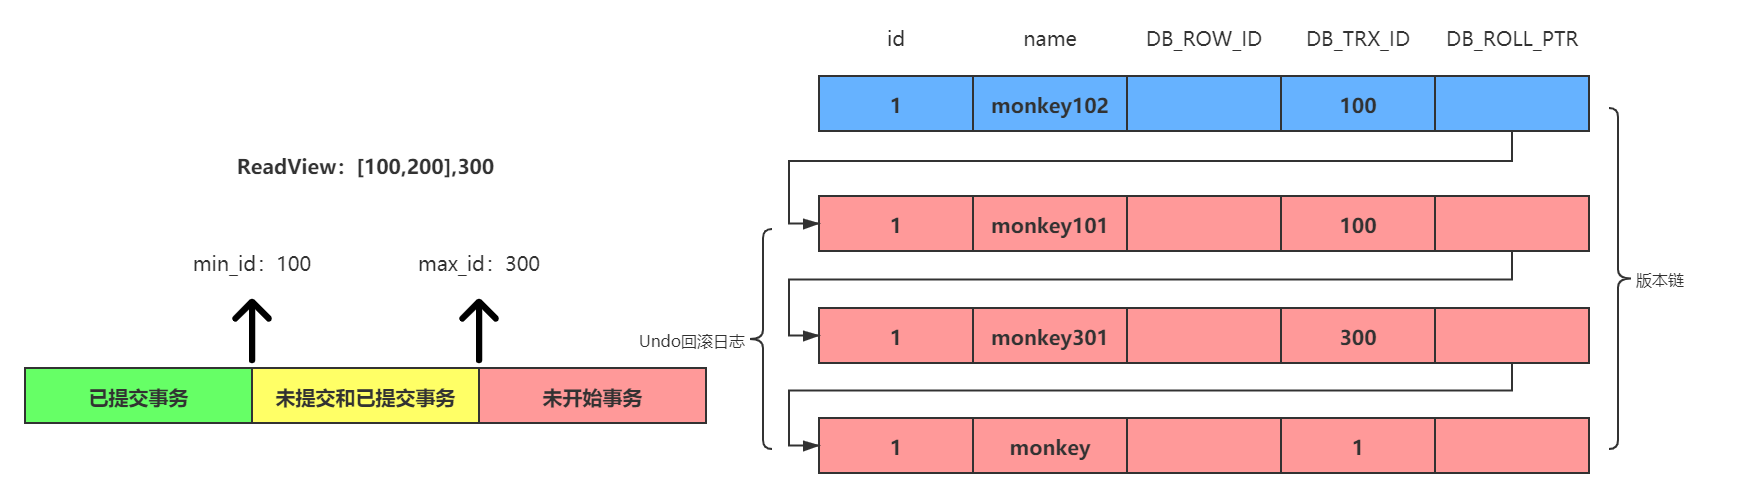 id name DB_ROW_ID DB_TRX_ID DB_ROLL_PTR
1 monkey102 100
ReadView：[100,200],300
1 monkey101 100
min_id：100 max_id：300
版本链
Undo回滚日志
1 monkey301 300
已提交事务 未提交和已提交事务 未开始事务
1 monkey 1